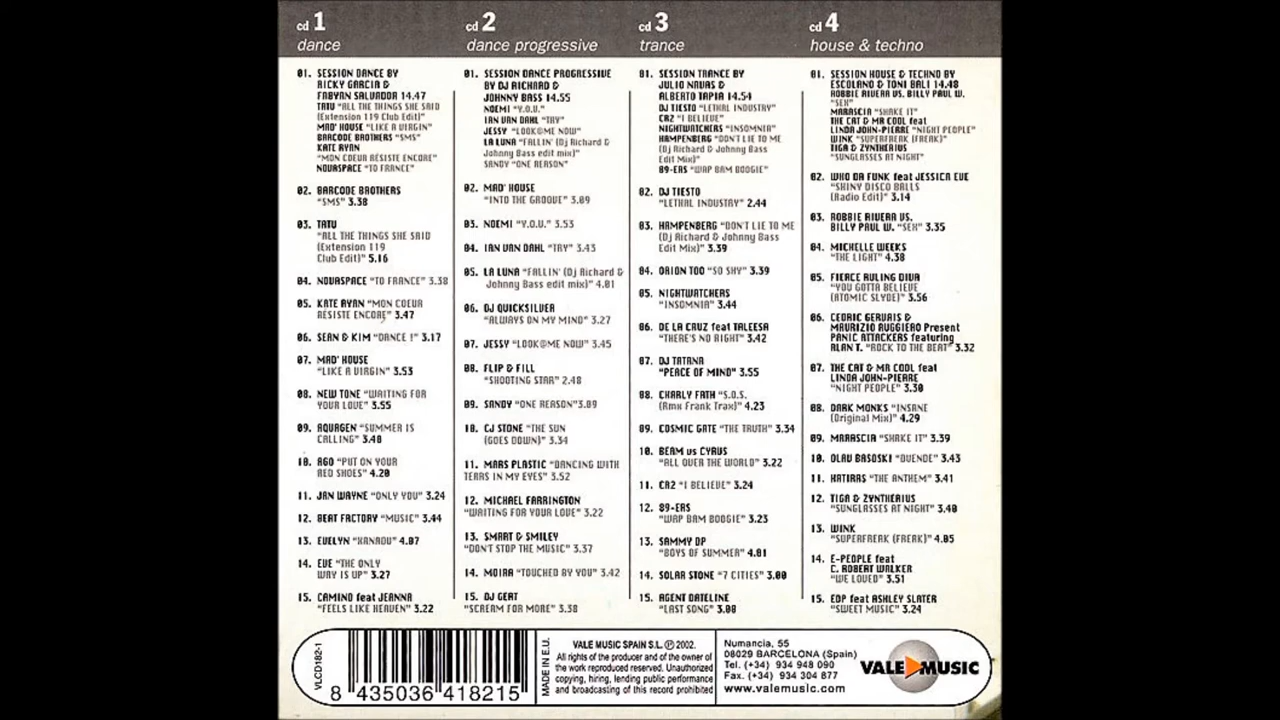 cd 1
dance
01. SESSION DANCE BY
RICKY GARCIA &
FABYAN SALVADOR 14.47
TATU "ALL THE THINGS SHE SAID
(Extension 119 Club Edit)"
MAD' HOUSE "LIKE A VIRGIN"
BARCODE BROTHERS "SMS"
KATE RYAN
"MON COEUR RÉSISTE ENCORE"
NOVASPACE "TO FRANCE"
02. BARCODE BROTHERS
"SMS" 3.38
03. TATU
"ALL THE THINGS SHE SAID
(Extension 119
Club Edit)" 5.16
04. NOVASPACE "TO FRANCE" 3.38
05. KATE RYAN "MON COEUR
RÉSISTE ENCORE" 3.47
06. SEAN & KIM "DANCE !" 3.17
07. MAD' HOUSE
"LIKE A VIRGIN" 3.53
08. NEW TONE "WAITING FOR
YOUR LOVE" 3.55
09. AQUAGEN "SUMMER IS
CALLING" 3.40
10. AGO "PUT ON YOUR
RED SHOES" 4.20
11. JAN WAYNE "ONLY YOU" 3.24
12. BEAT FACTORY "MUSIC" 3.44
13. EVELYN "XANADU" 4.07
14. EVE "THE ONLY
WAY IS UP" 3.27
15. CAMINO feat JEANNA
"FEELS LIKE HEAVEN" 3.22
cd 2
dance progressive
01. SESSION DANCE PROGRESSIVE
BY DJ RICHARD &
JOHNNY BASS 14.55
NOEMI "Y.O.U."
IAN VAN DAHL "TRY"
JESSY "LOOK@ME NOW"
LA LUNA "FALLIN' (Dj Richard &
Johnny Bass edit mix)"
SANDY "ONE REASON"
02. MAD' HOUSE
"INTO THE GROOVE" 3.09
03. NOEMI "Y.O.U." 3.53
04. IAN VAN DAHL "TRY" 3.43
05. LA LUNA "FALLIN' (Dj Richard &
Johnny Bass edit mix)" 4.01
06. DJ QUICKSILVER
"ALWAYS ON MY MIND" 3.27
07. JESSY "LOOK@ME NOW" 3.45
08. FLIP & FILL
"SHOOTING STAR" 2.48
09. SANDY "ONE REASON"3.09
10. CJ STONE "THE SUN
(GOES DOWN)" 3.34
11. MARS PLASTIC "DANCING WITH
TEARS IN MY EYES" 3.52
12. MICHAEL FARRINGTON
"WAITING FOR YOUR LOVE" 3.22
13. SMART & SMILEY
"DON'T STOP THE MUSIC" 3.37
14. MOIRA "TOUCHED BY YOU" 3.42
15. DJ GERT
"SCREAM FOR MORE" 3.38
cd 3
trance
01. SESSION TRANCE BY
JULIO NAVAS &
ALBERTO TAPIA 14.54
DJ TIESTO "LETHAL INDUSTRY"
CR2 "I BELIEVE"
NIGHTWATCHERS "INSOMNIA"
HAMPENBERG "DON'T LIE TO ME
(Dj Richard & Johnny Bass
Edit Mix)"
89-ERS "WAP BAM BOOGIE"
02. DJ TIESTO
"LETHAL INDUSTRY" 2.44
03. HAMPENBERG "DON'T LIE TO ME
(Dj Richard & Johnny Bass
Edit Mix)" 3.39
04. ORION TOO "SO SHY" 3.39
05. NIGHTWATCHERS
"INSOMNIA" 3.44
06. DE LA CRUZ feat TALEESA
"THERE'S NO RIGHT" 3.42
07. DJ TATANA
"PEACE OF MIND" 3.55
08. CHARLY FATH "S.O.S.
(Rmx Frank Trax)" 4.23
09. COSMIC GATE "THE TRUTH" 3.34
10. BEAM vs CYRUS
"ALL OVER THE WORLD" 3.22
11. CR2 "I BELIEVE" 3.24
12. 89-ERS
"WAP BAM BOOGIE" 3.23
13. SAMMY DP
"BOYS OF SUMMER" 4.01
14. SOLAR STONE "7 CITIES" 3.00
15. AGENT DATELINE
"LAST SONG" 3.08
cd 4
house & techno
01. SESSION HOUSE & TECHNO BY
ESCOLANO & TONI BALI 14.48
ROBBIE RIVERA VS. BILLY PAUL W.
"SEX"
MARASCIA "SHAKE IT"
THE CAT & MR COOL feat
LINDA JOHN-PIERRE "NIGHT PEOPLE"
WINK "SUPERFREAK (FREAK)"
TIGA & ZYNTHERIUS
"SUNGLASSES AT NIGHT"
02. WHO DA FUNK feat JESSICA EVE
"SHINY DISCO BALLS
(Radio Edit)" 3.14
03. ROBBIE RIVERA VS.
BILLY PAUL W. "SEX" 3.35
04. MICHELLE WEEKS
"THE LIGHT" 4.38
05. FIERCE RULING DIVA
"YOU GOTTA BELIEVE
(ATOMIC SLYDE)" 3.56
06. CEDRIC GERVAIS &
MAURIZIO RUGGIERO Present
PANIC ATTACKERS featuring
ALAN T. "ROCK TO THE BEAT" 3.32
07. THE CAT & MR COOL feat
LINDA JOHN-PIERRE
"NIGHT PEOPLE" 3.30
08. DARK MONKS "INSANE
(Original Mix)" 4.29
09. MARASCIA "SHAKE IT" 3.39
10. OLAV BASOSKI "DUENDE" 3.43
11. HATIRAS "THE ANTHEM" 3.41
12. TIGA & ZYNTHERIUS
"SUNGLASSES AT NIGHT" 3.40
13. WINK
"SUPERFREAK (FREAK)" 4.05
14. E-PEOPLE feat
C. ROBERT WALKER
"WE LOVED" 3.51
15. EDP feat ASHLEY SLATER
"SWEET MUSIC" 3.24
VLCD182-1
8 435036 418215
MADE IN E.U.
VALE MUSIC SPAIN S.L. ℗ 2002.
All rights of the producer and of the owner of
the work reproduced reserved. Unauthorized
copying, hiring, lending public performance
and broadcasting of this record prohibited
Numancia, 55
08029 BARCELONA (Spain)
Tel. (+34) 934 948 090
Fax. (+34) 934 304 877
www.valemusic.com
VALE MUSIC